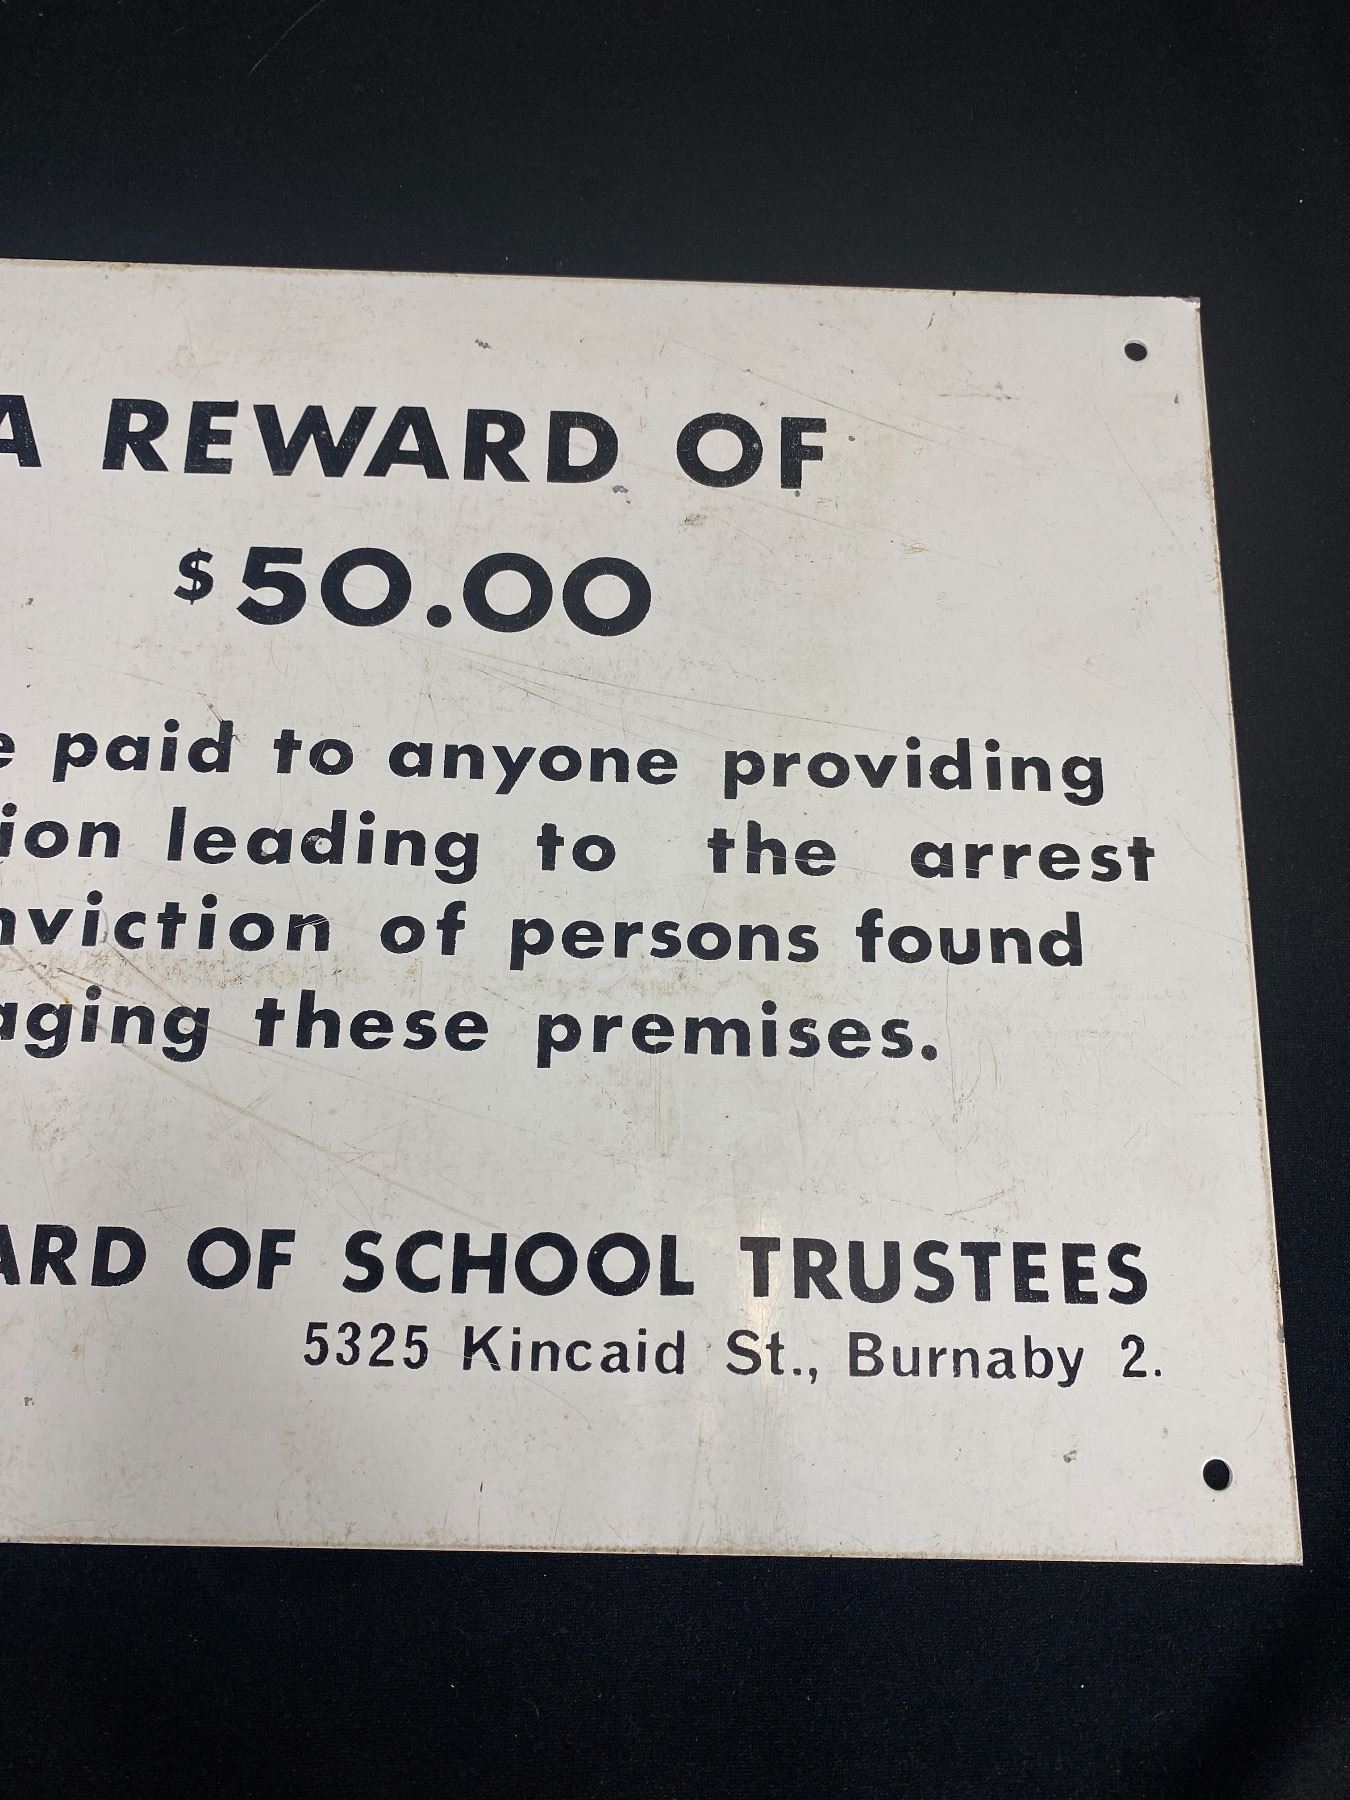 A REWARD OF
$50.00
e paid to anyone providing
ion leading to the arrest
nviction of persons found
aging these premises.
ARD OF SCHOOL TRUSTEES
5325 Kincaid St., Burnaby 2.